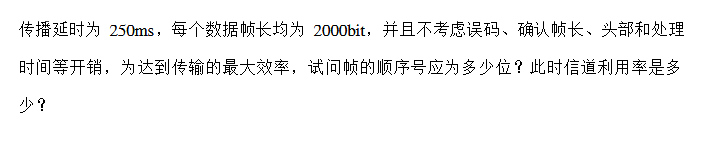 传播延时为 250ms，每个数据帧长均为 2000bit，并且不考虑误码、确认帧长、头部和处理
时间等开销，为达到传输的最大效率，试问帧的顺序号应为多少位？此时信道利用率是多
少？